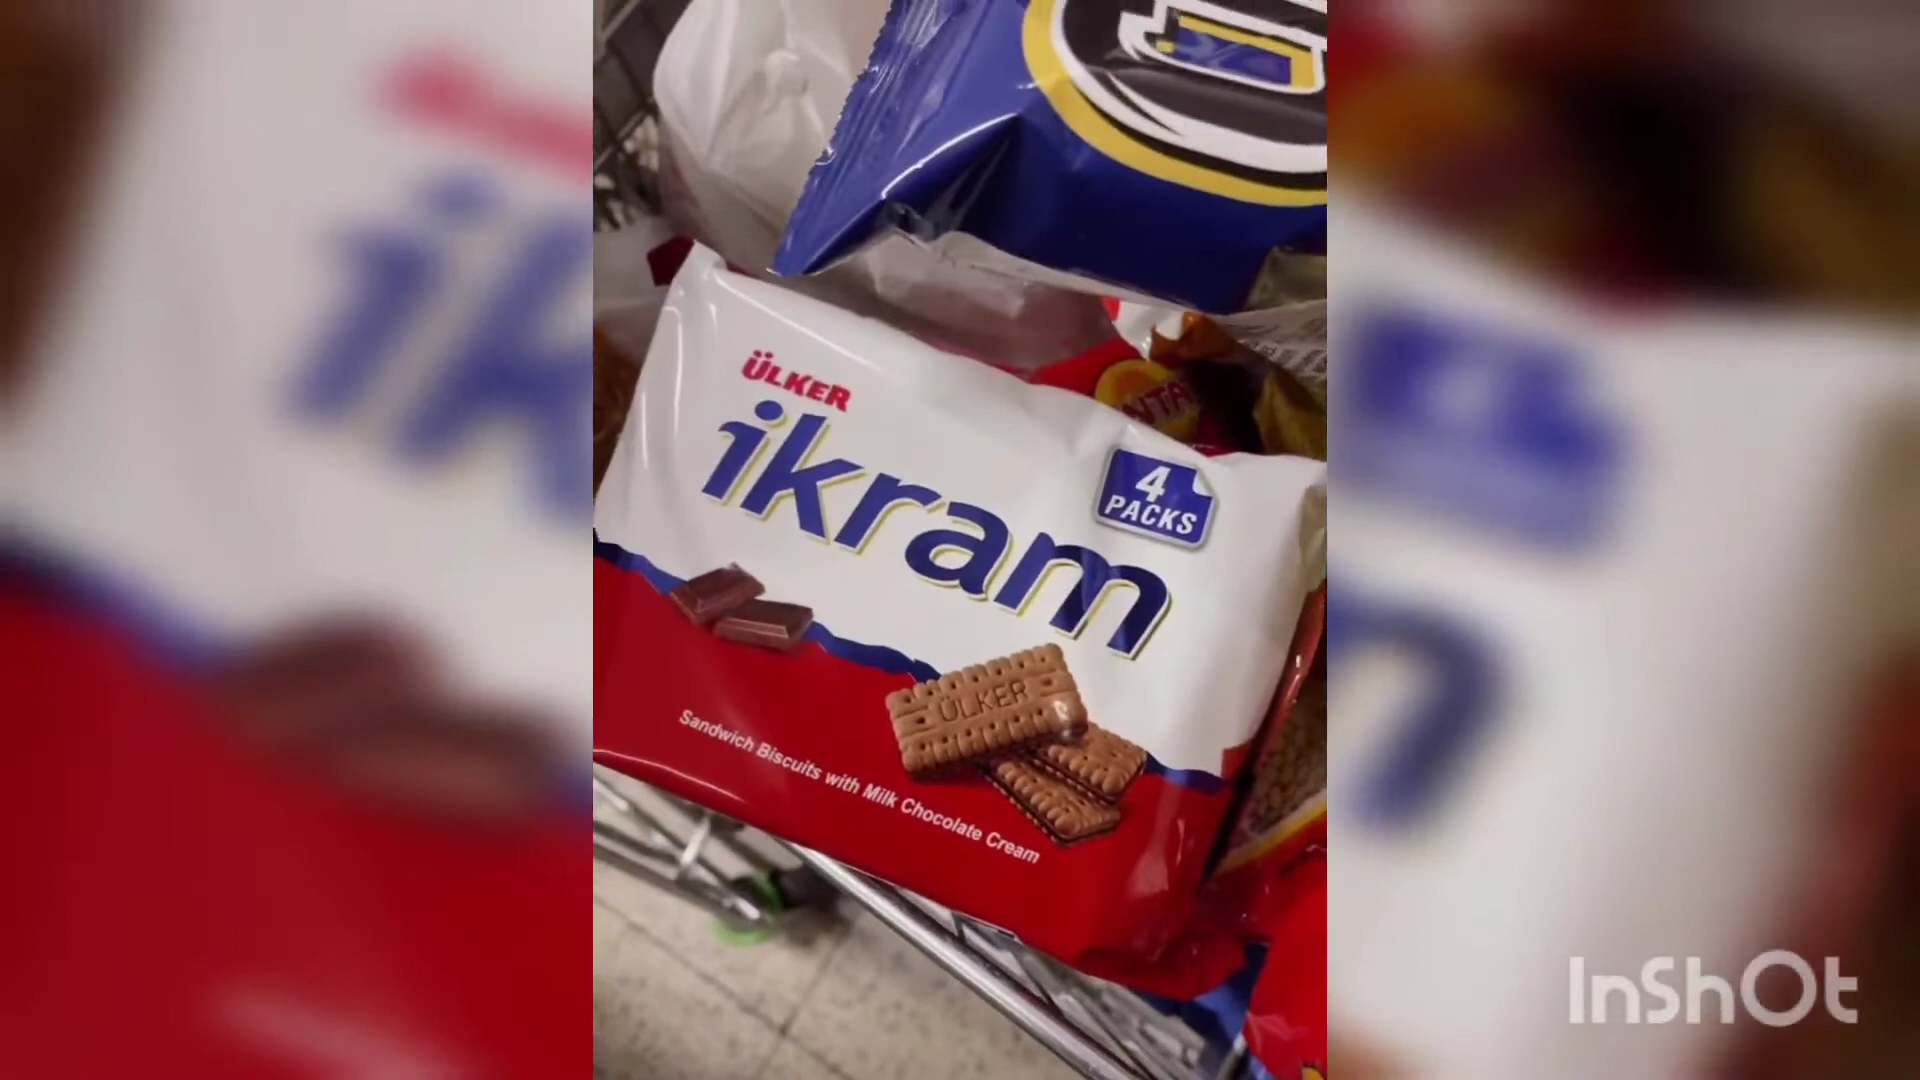 ÜLKER
ikram
4
PACKS
ÜLKER
Sandwich Biscuits with Milk Chocolate Cream
InShOt